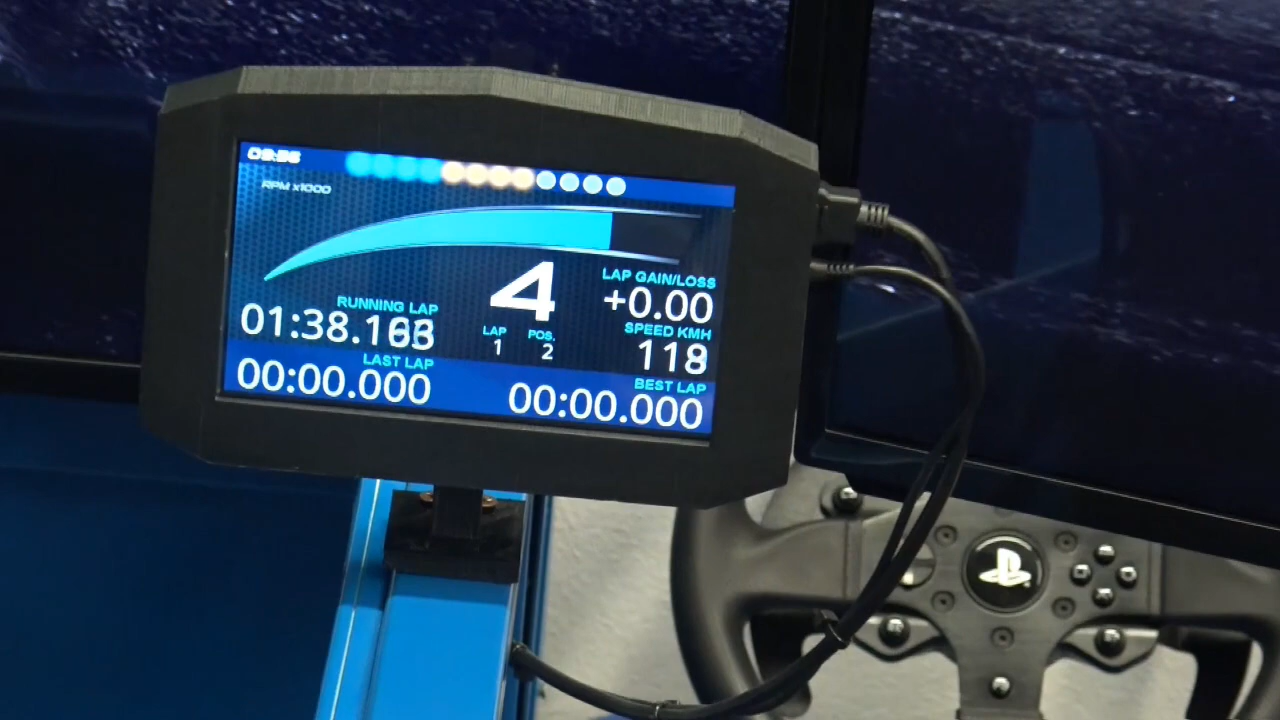 RPM x1000
4
LAP GAIN/LOSS
+0.00
RUNNING LAP
LAP
POS.
SPEED KMH
1
2
118
LAST LAP
00:00.000
BEST LAP
00:00.000